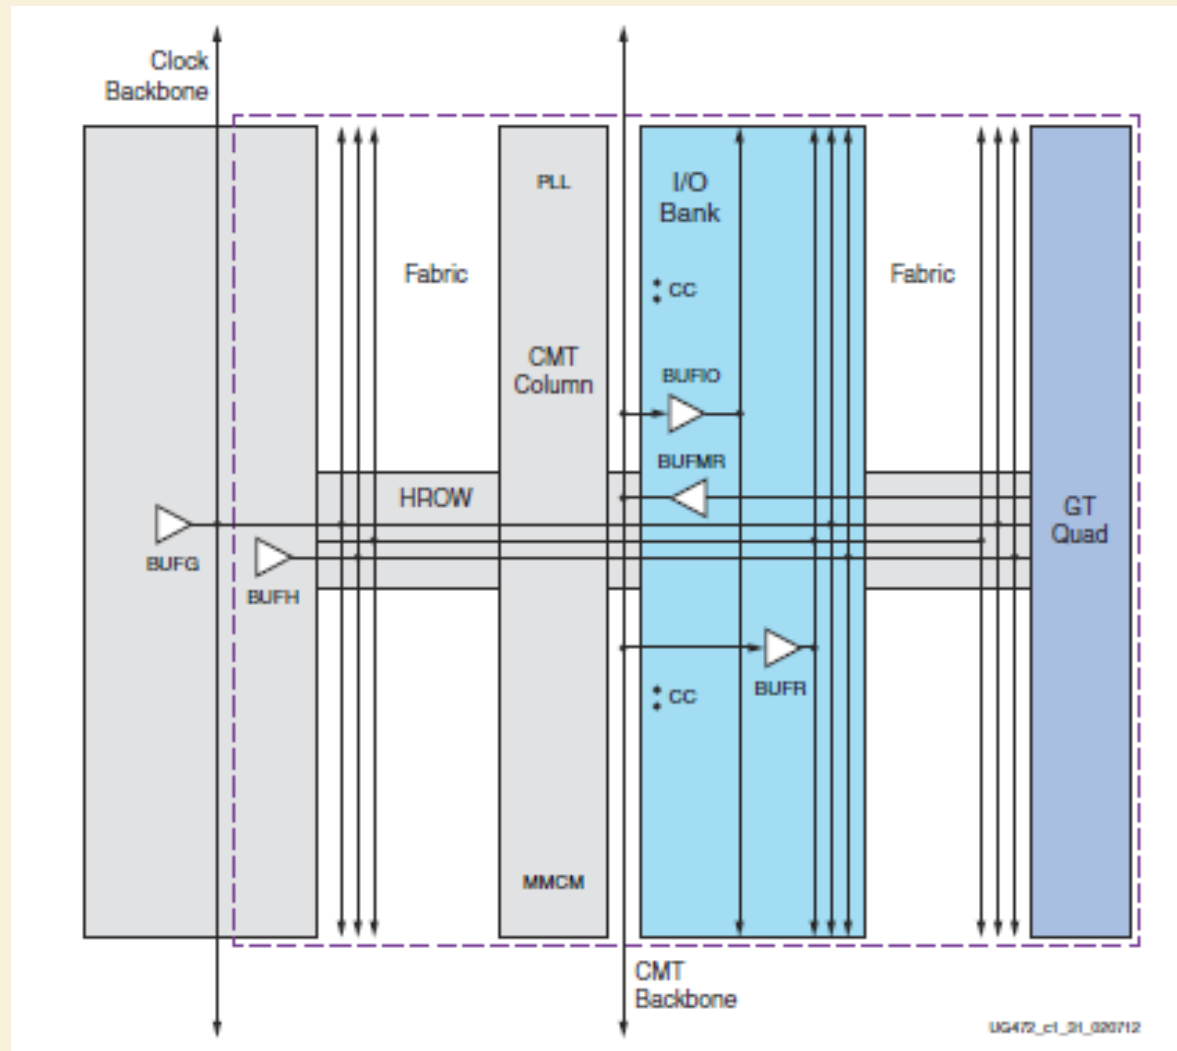 Clock
Backbone
PLL
I/O
Bank
Fabric
CC
Fabric
CMT
Column
BUFIO
BUFMR
HROW
GT
Quad
BUFG
BUFH
BUFR
CC
MMCM
CMT
Backbone
UG472_c1_31_020712